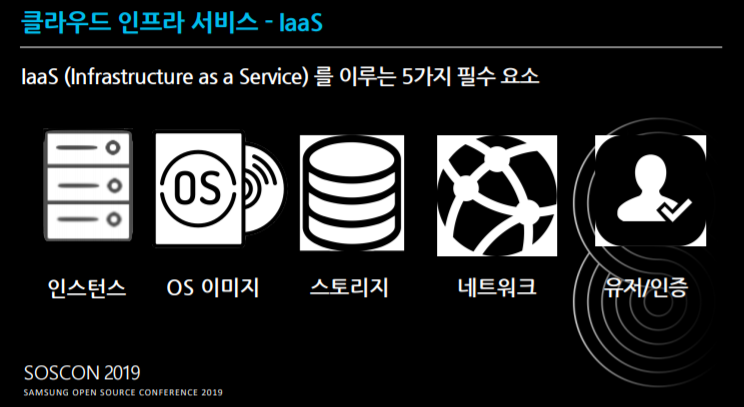 클라우드 인프라 서비스 - IaaS
IaaS (Infrastructure as a Service) 를 이루는 5가지 필수 요소
OS
인스턴스 OS 이미지 스토리지 네트워크 유저/인증
SOSCON 2019
SAMSUNG OPEN SOURCE CONFERENCE 2019